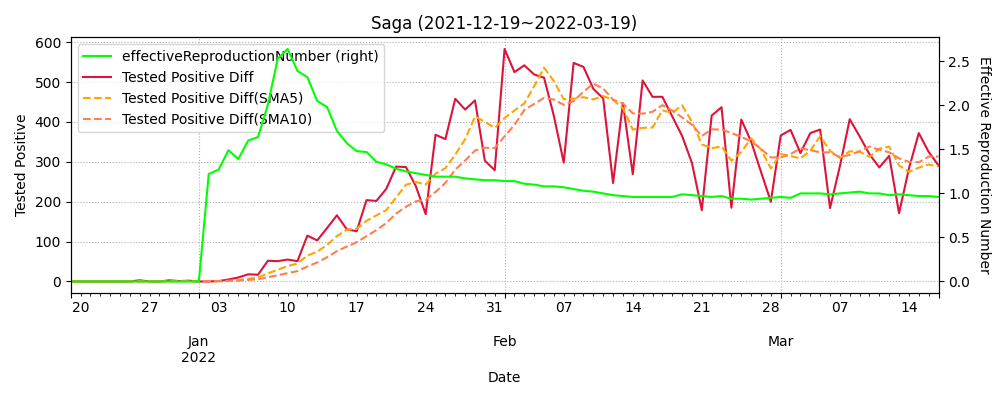 Saga (2021-12-19~2022-03-19)
effectiveReproductionNumber (right)
Tested Positive Diff
Tested Positive Diff(SMA5)
Tested Positive Diff(SMA10)
Tested Positive
600
500
400
300
200
100
0
2.5
2.0
1.5
1.0
0.5
0.0
Effective Reproduction Number
20 27 03 10 17 24 31 07 14 21 28 07 14
Jan Feb Mar
2022
Date